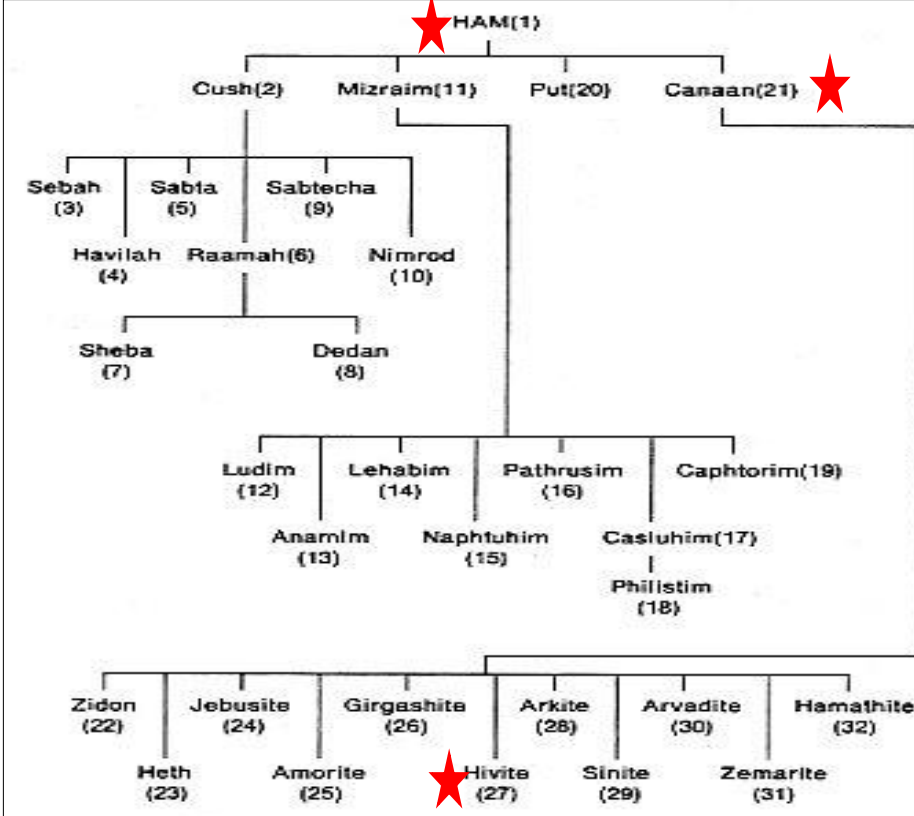 HAM(1)
Cush(2) Mizraim(11) Put(20) Canaan(21)
Sebah Sabta Sabtecha
(3) (5) (9)
Havilah Raamah(6) Nimrod
(4) (10)
Sheba Dedan
(7) (8)
Ludim Lehabim Pathrusim Caphtorim(19)
(12) (14) (16)
Anamim Naphtuhim Casluhim(17)
(13) (15)
Philistim
(18)
Zidon Jebusite Girgashite Arkite Arvadite Hamathite
(22) (24) (26) (28) (30) (32)
Heth Amorite Hivite Sinite Zemarite
(23) (25) (27) (29) (31)